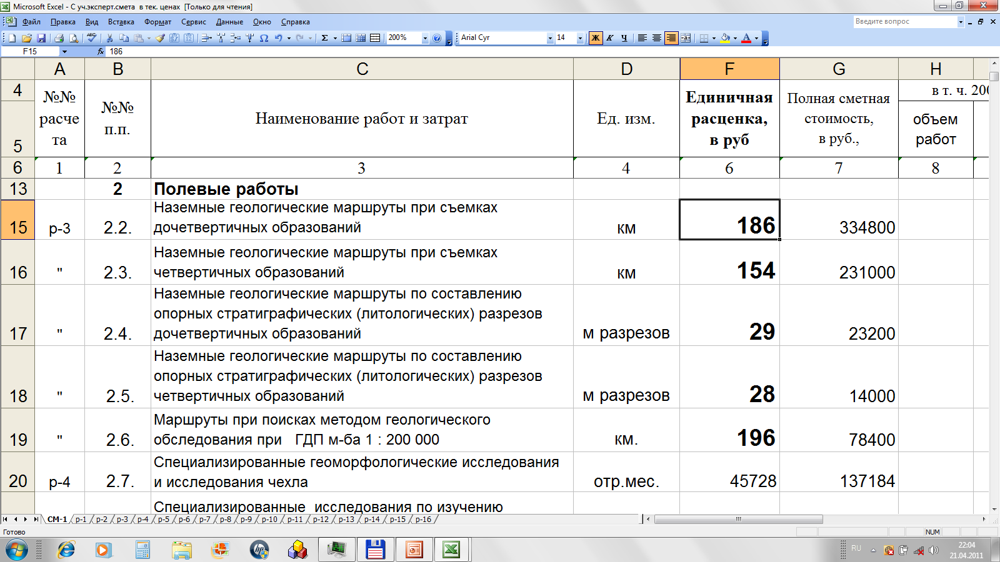 Microsoft Excel - С уч.эксперт.смета  в тек. ценах  [Только для чтения]
Файл Правка Вид Вставка Формат Сервис Данные Окно Справка
Введите вопрос
200%
Arial Cyr
14
Ж К Ч
F15
fx 186
A B C D F G H
4
№№ расче та
№№ п.п.
Наименование работ и затрат
Ед. изм.
Единичная расценка, в руб
Полная сметная стоимость, в руб.,
в т. ч. 200
5
объем работ
6 1 2 3 4 6 7 8
13 2 Полевые работы
Наземные геологические маршруты при съемках
15 р-3 2.2. дочетвертичных образований км 186 334800
Наземные геологические маршруты при съемках
16 " 2.3. четвертичных образований км 154 231000
Наземные геологические маршруты по составлению
опорных стратиграфических (литологических) разрезов
17 " 2.4. дочетвертичных образований м разрезов 29 23200
Наземные геологические маршруты по составлению
опорных стратиграфических (литологических) разрезов
18 " 2.5. четвертичных образований м разрезов 28 14000
Маршруты при поисках методом геологического
19 " 2.6. обследования при   ГДП м-ба 1 : 200 000 км. 196 78400
Специализированные геоморфологические исследования
20 р-4 2.7. и исследования чехла отр.мес. 45728 137184
Специализированные  исследования по изучению
СМ-1 р-1 р-2 р-3 р-4 р-5 р-6 р-7 р-8 р-9 р-10 р-11 р-12 р-13 р-14 р-15 р-16
Готово
NUM
RU
22:04
21.04.2011